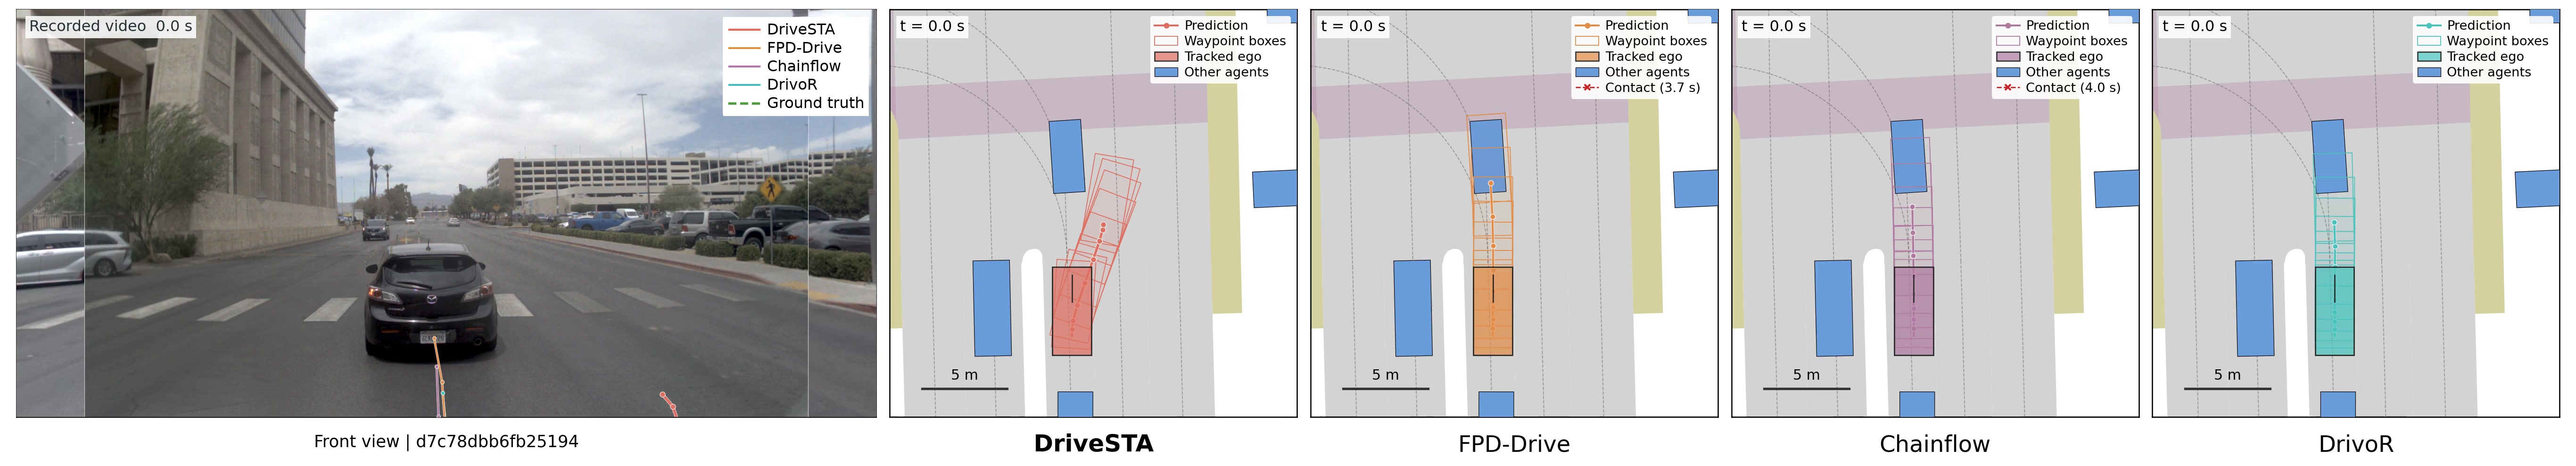 Recorded video 0.0 s
DriveSTA
FPD-Drive
Chainflow
DrivoR
Ground truth
Front view | d7c78dbb6fb25194
t = 0.0 s
Prediction
Waypoint boxes
Tracked ego
Other agents
5 m
DriveSTA
t = 0.0 s
Prediction
Waypoint boxes
Tracked ego
Other agents
Contact (3.7 s)
5 m
FPD-Drive
t = 0.0 s
Prediction
Waypoint boxes
Tracked ego
Other agents
Contact (4.0 s)
5 m
Chainflow
t = 0.0 s
Prediction
Waypoint boxes
Tracked ego
Other agents
5 m
DrivoR